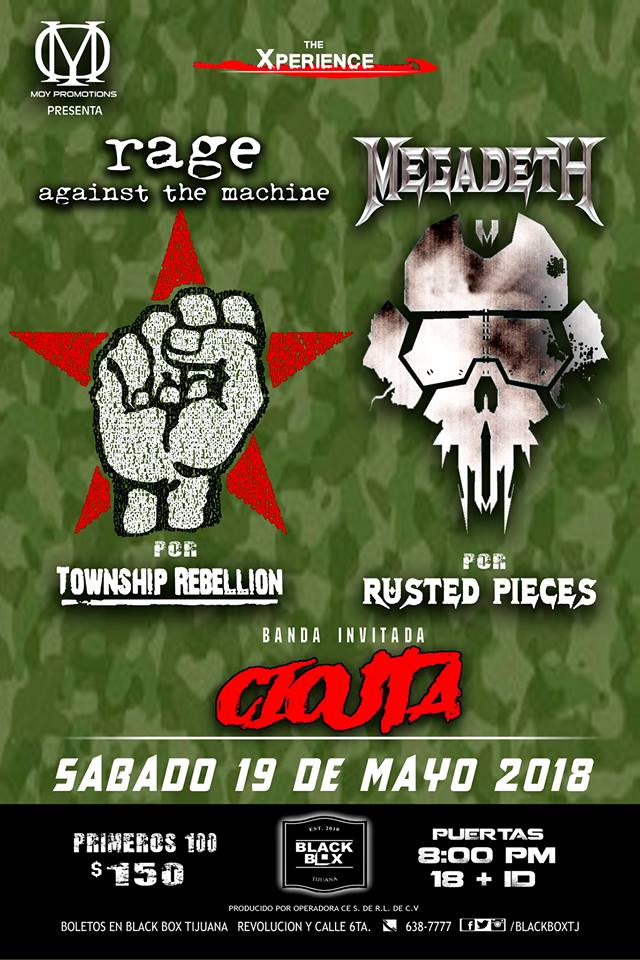 MOY PROMOTIONS
PRESENTA
THE
XPERIENCE
rage
against the machine
POR
TOWNSHIP REBELLION
MEGADETH
POR
RUSTED PIECES
BANDA INVITADA
SABADO 19 DE MAYO 2018
PRIMEROS 100
$150
EST. 2010
BLACK
BOX
TIJUANA
PUERTAS
8:00 PM
18 + ID
PRODUCIDO POR OPERADORA CE S. DE R.L. DE C.V
BOLETOS EN BLACK BOX TIJUANA REVOLUCION Y CALLE 6TA. 638-7777 /BLACKBOXTJ